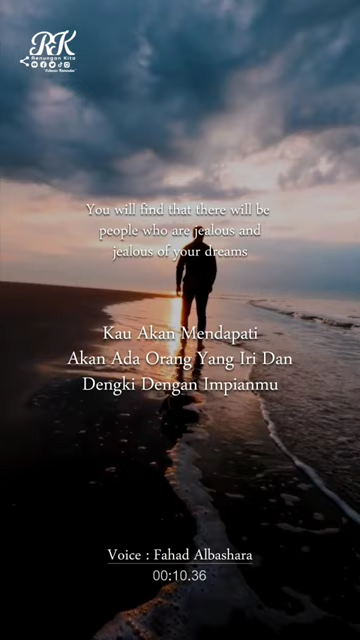 RK
Renungan Kita
You will find that there will be
people who are jealous and
jealous of your dreams
Kau Akan Mendapati
Akan Ada Orang Yang Iri Dan
Dengki Dengan Impianmu
Voice : Fahad Albashara
00:10.36